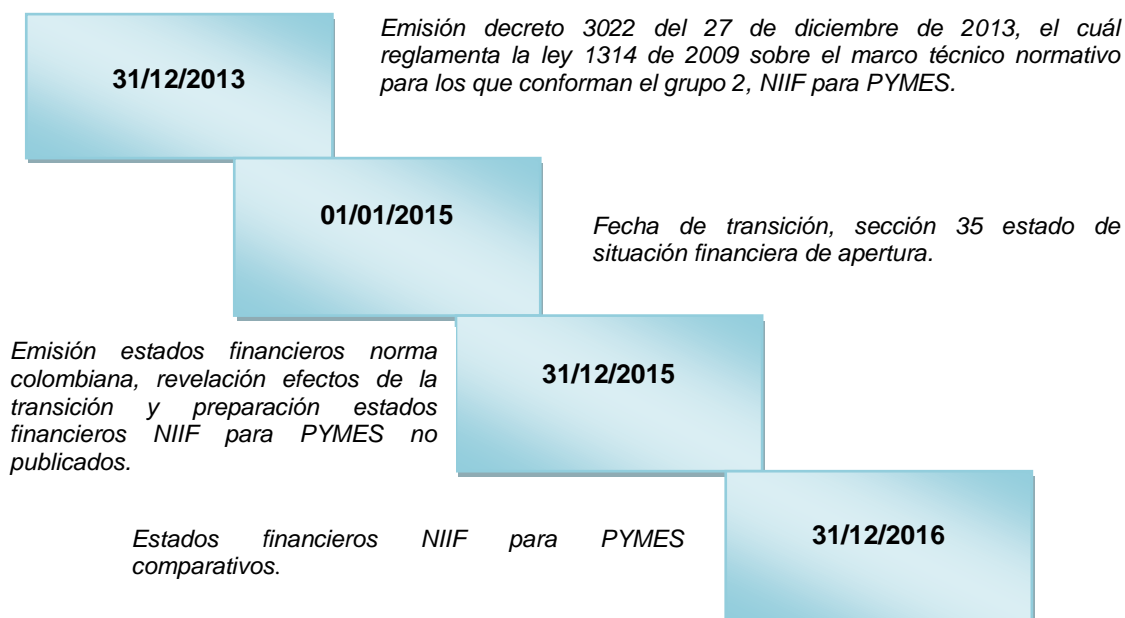 31/12/2013
Emisión decreto 3022 del 27 de diciembre de 2013, el cuál
reglamenta la ley 1314 de 2009 sobre el marco técnico normativo
para los que conforman el grupo 2, NIIF para PYMES.
01/01/2015
Fecha de transición, sección 35 estado de
situación financiera de apertura.
Emisión estados financieros norma
colombiana, revelación efectos de la
transición y preparación estados
financieros NIIF para PYMES no
publicados.
31/12/2015
Estados financieros NIIF para PYMES
comparativos.
31/12/2016